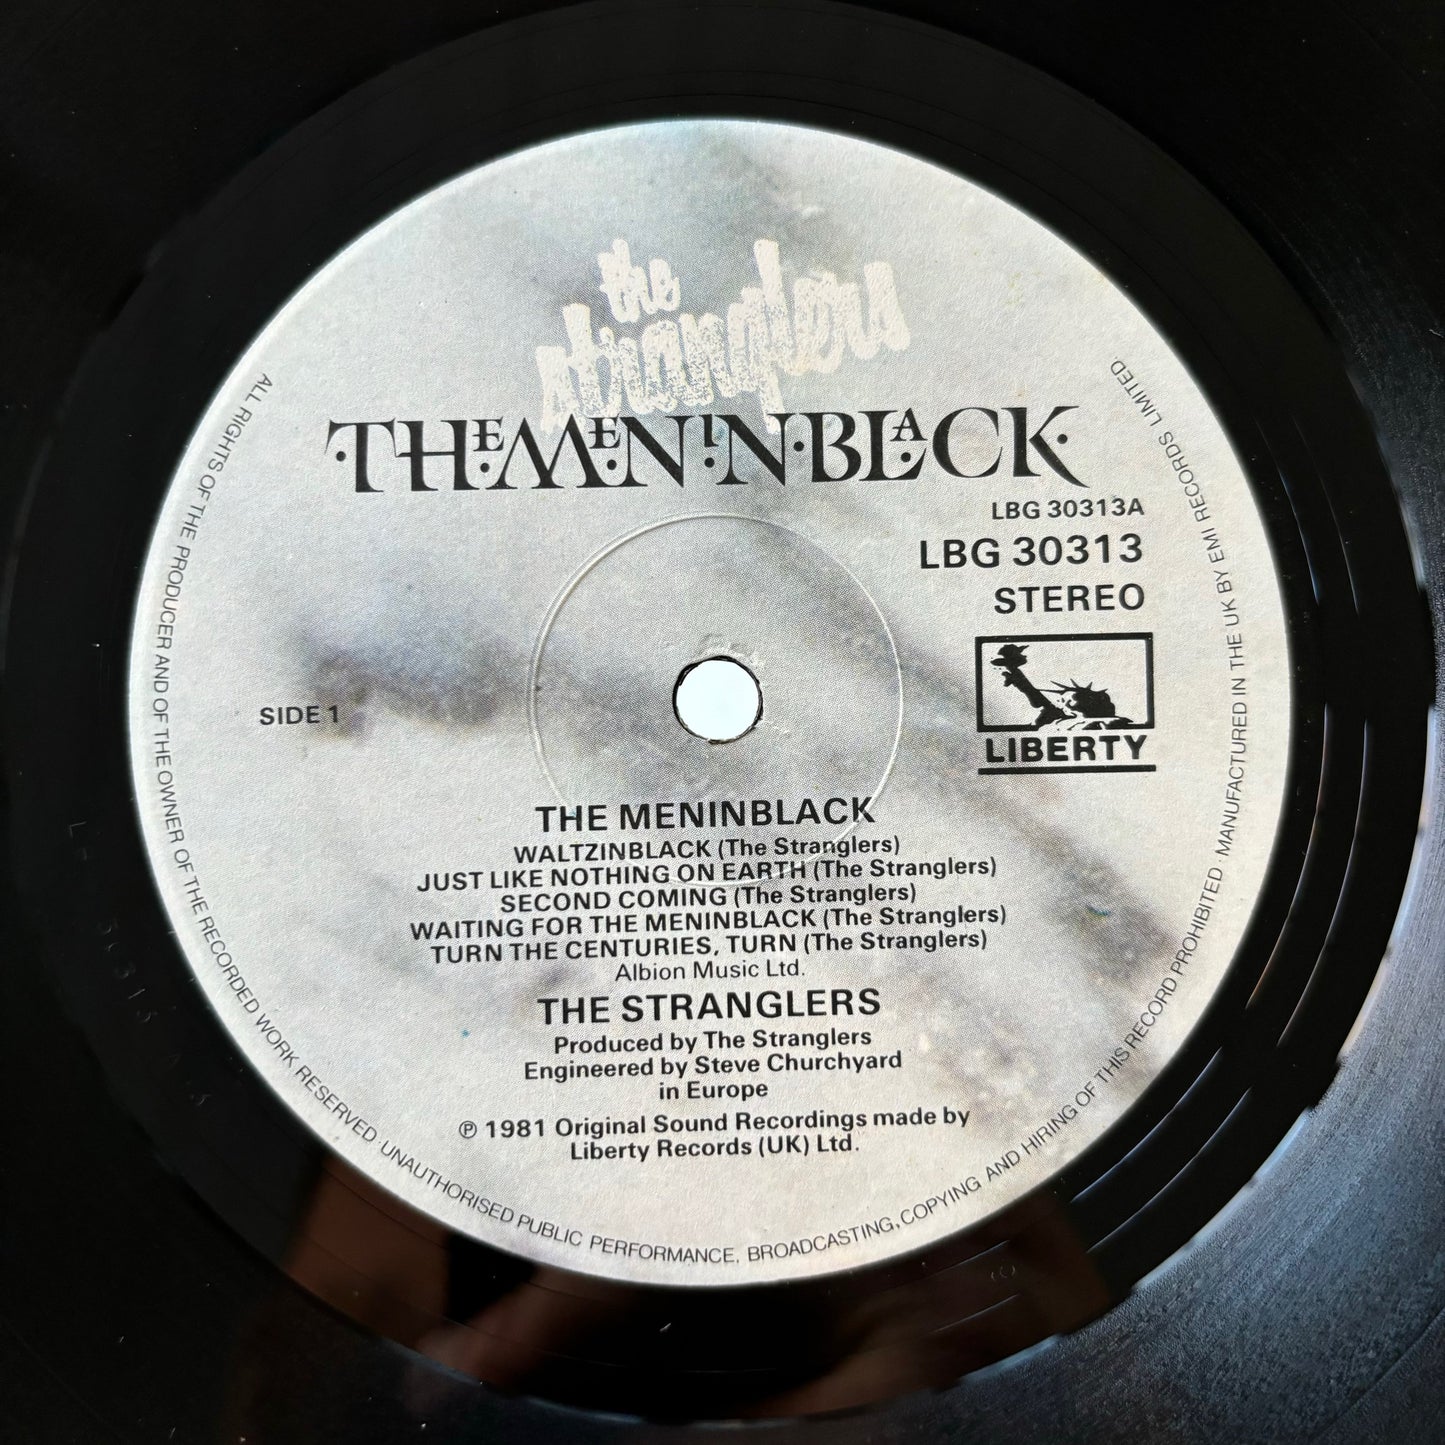 the
stranglers
THEMENINBLACK
LBG 30313A
LBG 30313
STEREO
LIBERTY
SIDE 1
THE MENINBLACK
WALTZINBLACK (The Stranglers)
JUST LIKE NOTHING ON EARTH (The Stranglers)
SECOND COMING (The Stranglers)
WAITING FOR THE MENINBLACK (The Stranglers)
TURN THE CENTURIES, TURN (The Stranglers)
Albion Music Ltd.
THE STRANGLERS
Produced by The Stranglers
Engineered by Steve Churchyard
in Europe
℗ 1981 Original Sound Recordings made by
Liberty Records (UK) Ltd.
ALL RIGHTS OF THE PRODUCER AND OF THE OWNER OF THE RECORDED WORK RESERVED · UNAUTHORISED PUBLIC PERFORMANCE, BROADCASTING, COPYING AND HIRING OF THIS RECORD PROHIBITED · MANUFACTURED IN THE UK BY EMI RECORDS LIMITED.